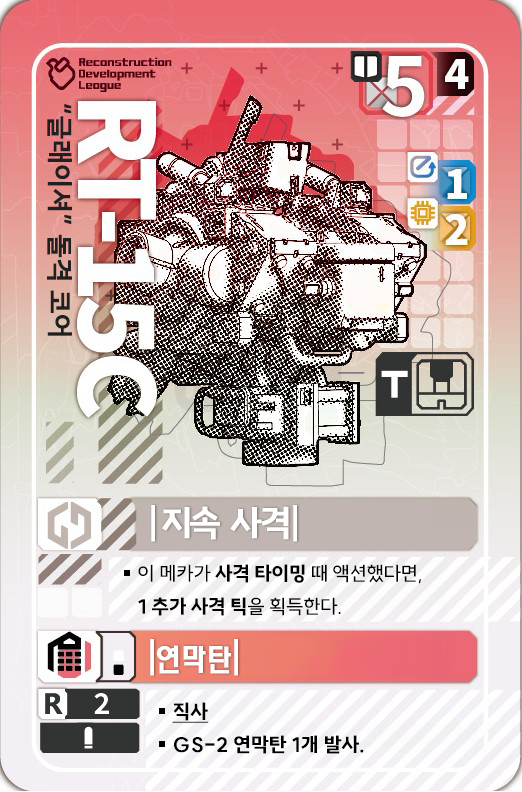 Reconstruction
Development
League
5
4
RT-15C
"글래이셔" 돌격 코어
1
2
T
지속 사격
▪ 이 메카가 사격 타이밍 때 액션했다면,
1 추가 사격 틱을 획득한다.
연막탄
R 2
▪ 직사
▪ GS-2 연막탄 1개 발사.